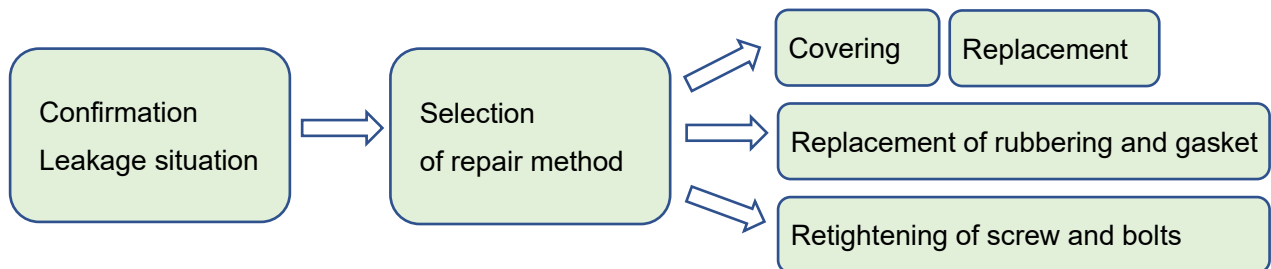 Confirmation
Leakage situation
Selection
of repair method
Covering
Replacement
Replacement of rubbering and gasket
Retightening of screw and bolts